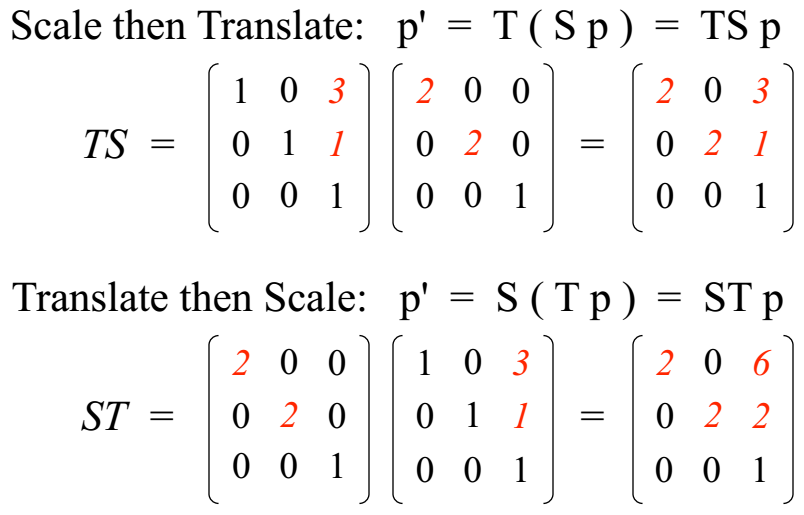 Scale then Translate: p' = T ( S p ) = TS p
1 0 3 2 0 0 2 0 3
TS = 0 1 1 0 2 0 = 0 2 1
0 0 1 0 0 1 0 0 1
Translate then Scale: p' = S ( T p ) = ST p
2 0 0 1 0 3 2 0 6
ST = 0 2 0 0 1 1 = 0 2 2
0 0 1 0 0 1 0 0 1